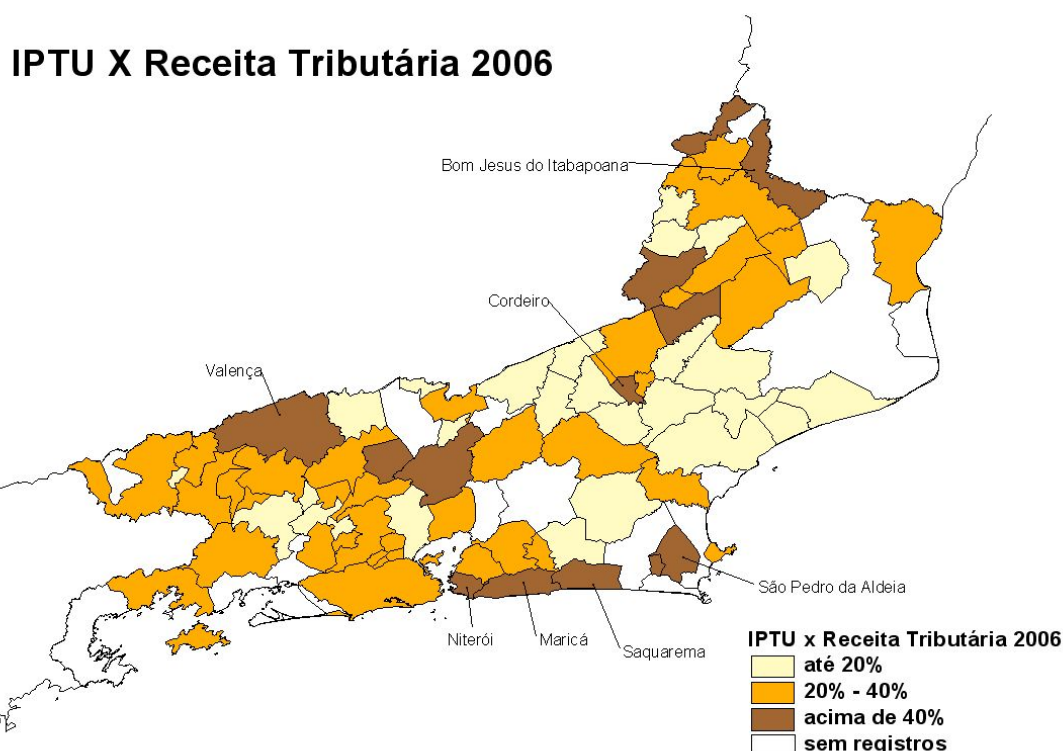 IPTU X Receita Tributária 2006
Bom Jesus do Itabapoana
Cordeiro
Valença
São Pedro da Aldeia
Niterói
Maricá
Saquarema
IPTU x Receita Tributária 2006
até 20%
20% - 40%
acima de 40%
sem registros